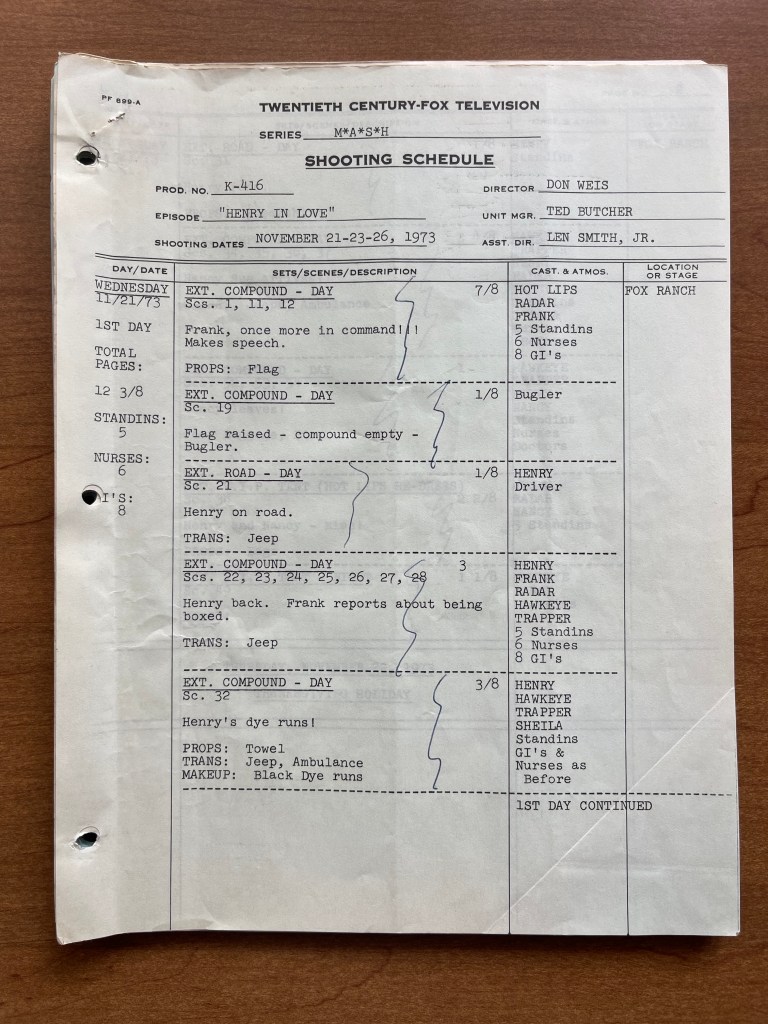 PF 899-A
TWENTIETH CENTURY-FOX TELEVISION
SERIES M*A*S*H
SHOOTING SCHEDULE
PROD. NO. K-416
DIRECTOR DON WEIS
EPISODE "HENRY IN LOVE"
UNIT MGR. TED BUTCHER
SHOOTING DATES NOVEMBER 21-23-26, 1973
ASST. DIR. LEN SMITH, JR.
DAY/DATE SETS/SCENES/DESCRIPTION CAST. & ATMOS. LOCATION OR STAGE
WEDNESDAY
11/21/73
1ST DAY
TOTAL
PAGES:
12 3/8
STANDINS:
5
NURSES:
6
GI'S:
8
EXT. COMPOUND - DAY 7/8
Scs. 1, 11, 12
Frank, once more in command!!!
Makes speech.
PROPS: Flag
HOT LIPS
RADAR
FRANK
5 Standins
6 Nurses
8 GI's
FOX RANCH
EXT. COMPOUND - DAY 1/8
Sc. 19
Flag raised - compound empty -
Bugler.
Bugler
EXT. ROAD - DAY 1/8
Sc. 21
Henry on road.
TRANS: Jeep
HENRY
Driver
EXT. COMPOUND - DAY 3
Scs. 22, 23, 24, 25, 26, 27, 28
Henry back. Frank reports about being
boxed.
TRANS: Jeep
HENRY
FRANK
RADAR
HAWKEYE
TRAPPER
5 Standins
6 Nurses
8 GI's
EXT. COMPOUND - DAY 3/8
Sc. 32
Henry's dye runs!
PROPS: Towel
TRANS: Jeep, Ambulance
MAKEUP: Black Dye runs
HENRY
HAWKEYE
TRAPPER
SHEILA
Standins
GI's &
Nurses as
Before
1ST DAY CONTINUED